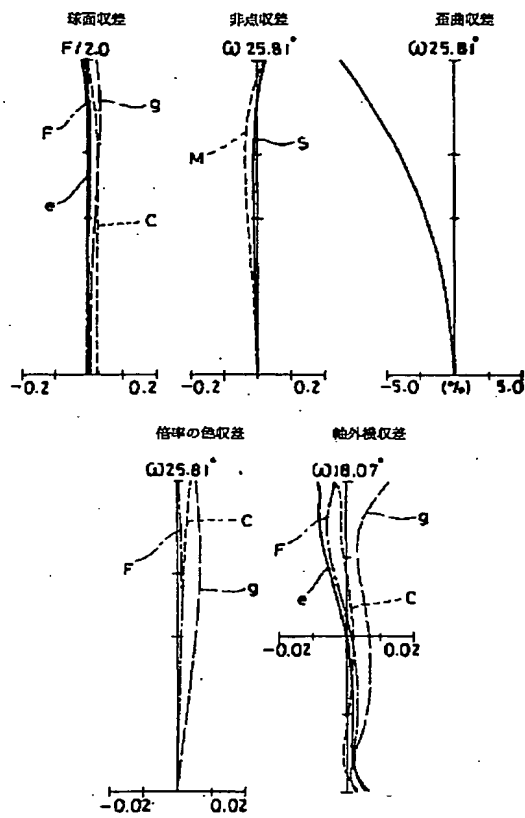 球面収差
F/2.0
F
g
e
C
-0.2
0.2
非点収差
ω25.81°
M
S
-0.2
0.2
歪曲収差
ω25.81°
-5.0
(%)
5.0
倍率の色収差
ω25.81°
F
C
g
-0.02
0.02
軸外横収差
ω18.07°
F
g
e
C
-0.02
0.02